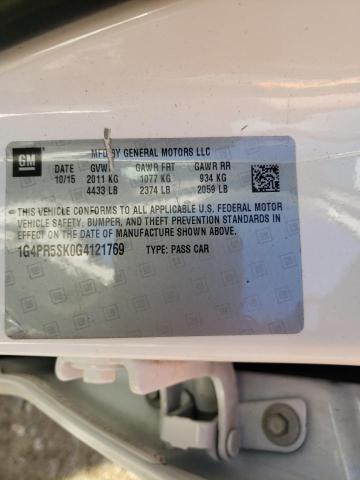 GM
MFD BY GENERAL MOTORS LLC
DATE GVW GAWR FRT GAWR RR
10/15 2011 KG 1077 KG 934 KG
4433 LB 2374 LB 2059 LB
THIS VEHICLE CONFORMS TO ALL APPLICABLE U.S. FEDERAL MOTOR
VEHICLE SAFETY, BUMPER, AND THEFT PREVENTION STANDARDS IN
EFFECT ON THE DATE OF MANUFACTURE SHOWN ABOVE.
1G4PR5SK0G4121769 TYPE: PASS CAR